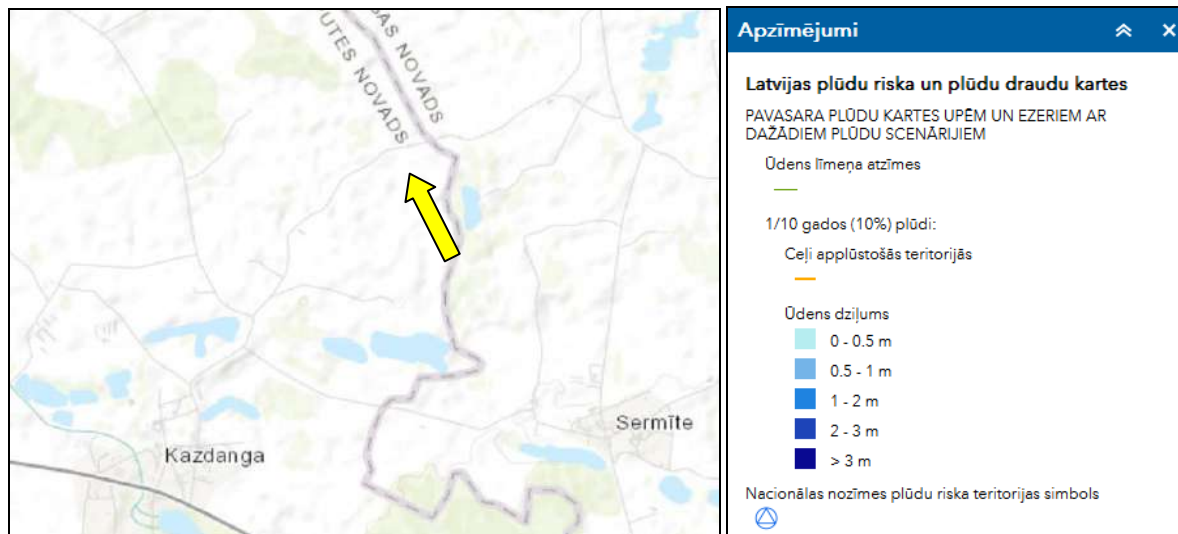 GAS NOVADS
UTES NOVADS
Sermīte
Kazdanga
Apzīmējumi
Latvijas plūdu riska un plūdu draudu kartes
PAVASARA PLŪDU KARTES UPĒM UN EZERIEM AR
DAŽĀDIEM PLŪDU SCENĀRIJIEM
Ūdens līmeņa atzīmes
1/10 gados (10%) plūdi:
Ceļi applūstošās teritorijās
Ūdens dziļums
0 - 0.5 m
0.5 - 1 m
1 - 2 m
2 - 3 m
> 3 m
Nacionālas nozīmes plūdu riska teritorijas simbols